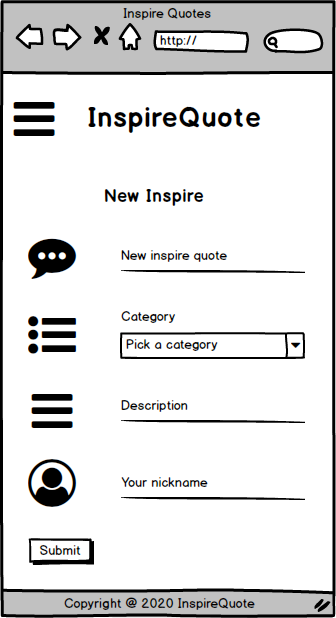 Inspire Quotes
http://
InspireQuote
New Inspire
New inspire quote
Category
Pick a category
Description
Your nickname
Submit
Copyright @ 2020 InspireQuote